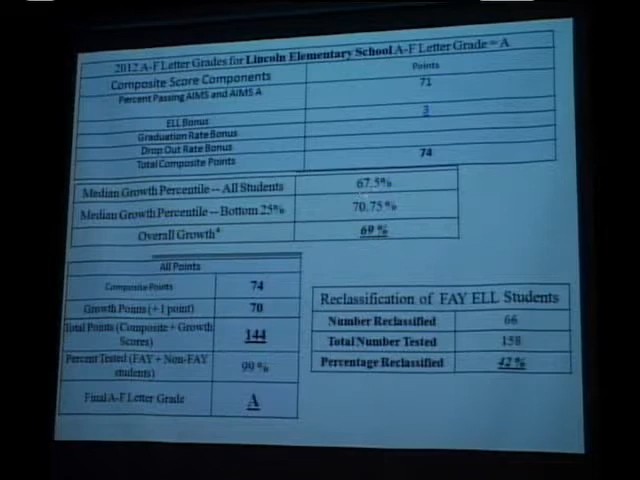 2012 A-F Letter Grades for Lincoln Elementary School A-F Letter Grade = A
Composite Score Components Points
Percent Passing AIMS and AIMS A 71
ELL Bonus 3
Graduation Rate Bonus
Drop Out Rate Bonus
Total Composite Points 74
Median Growth Percentile -- All Students 67.5%
Median Growth Percentile -- Bottom 25% 70.75%
Overall Growth* 69 %
All Points
Composite Points 74
Growth Points (+1 point) 70
Total Points (Composite + Growth
Scores) 144
Percent Tested (FAY + Non-FAY
students) 99 %
Final A-F Letter Grade A
Reclassification of FAY ELL Students
Number Reclassified 66
Total Number Tested 158
Percentage Reclassified 42 %